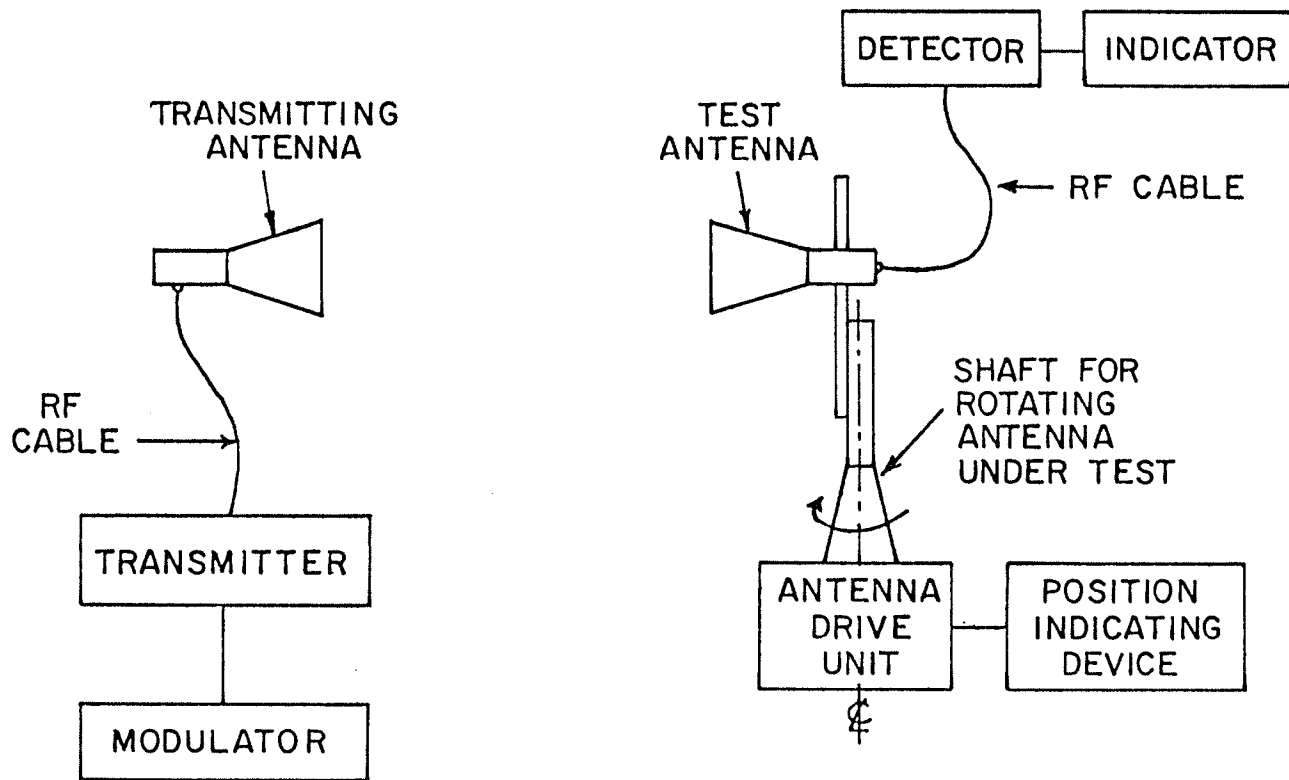 DETECTOR
INDICATOR
TRANSMITTING
ANTENNA
TEST
ANTENNA
RF CABLE
RF
CABLE
SHAFT FOR
ROTATING
ANTENNA
UNDER TEST
TRANSMITTER
ANTENNA
DRIVE
UNIT
POSITION
INDICATING
DEVICE
MODULATOR
℄